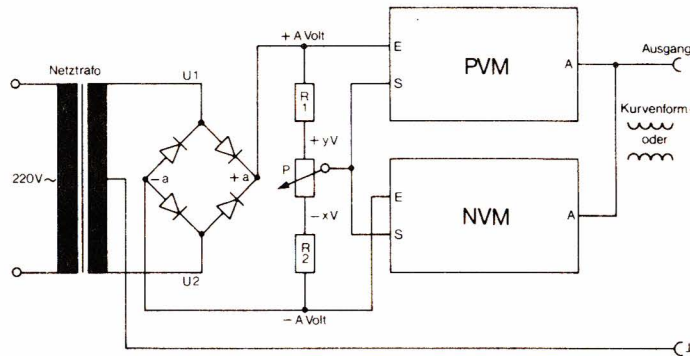 + A Volt
Netztrafo
U1
E
PVM
A
Ausgang
S
R
1
Kurvenform
oder
+ yV
220V~
- a
+ a
P
E
NVM
A
S
- xV
R
2
U2
- A Volt